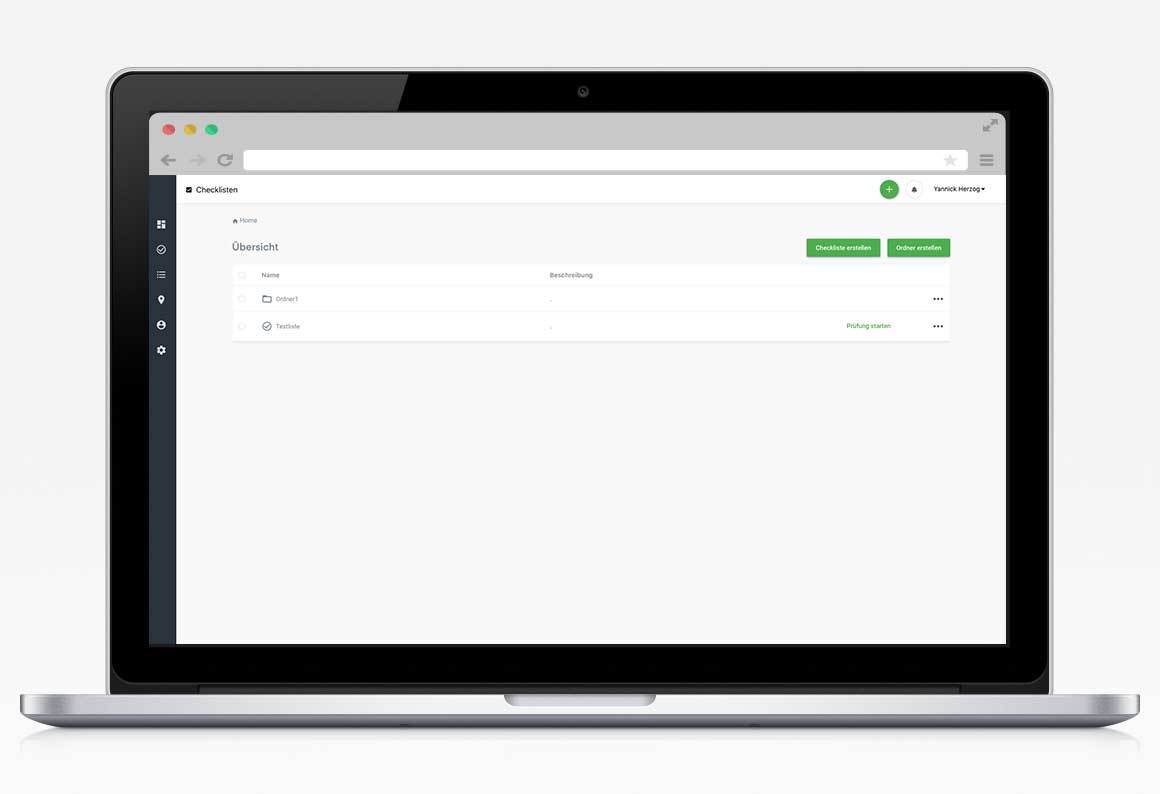 Checklisten
Yannick Herzog
Home
Übersicht
Checkliste erstellen
Ordner erstellen
Name Beschreibung
Ordner1 .
Testliste . Prüfung starten